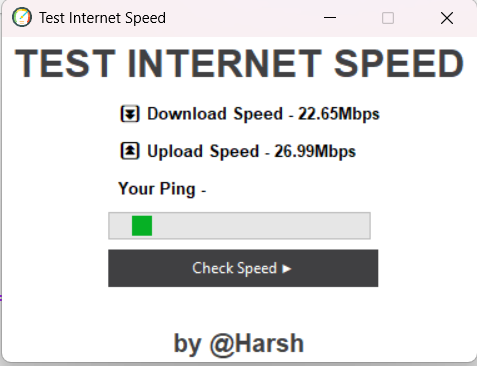 Test Internet Speed
TEST INTERNET SPEED
Download Speed - 22.65Mbps
Upload Speed - 26.99Mbps
Your Ping -
Check Speed ►
by @Harsh